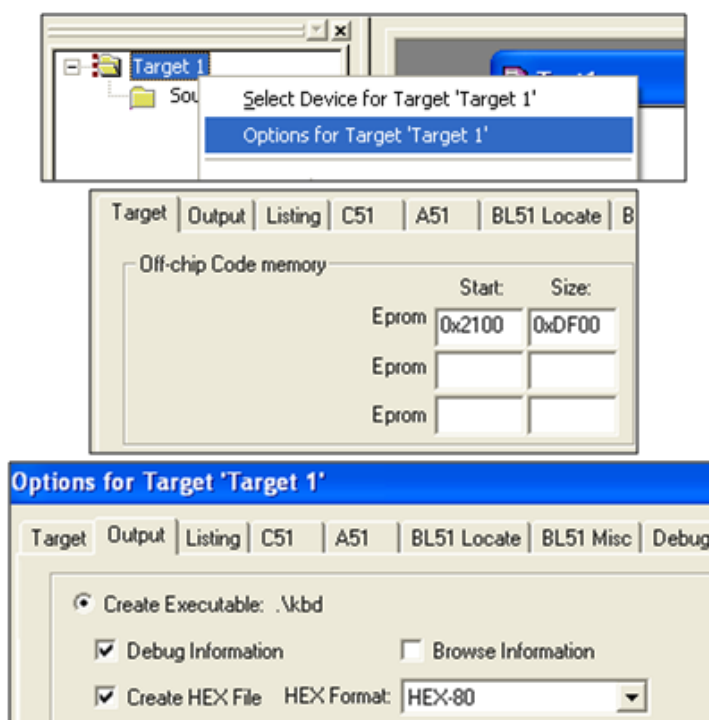 Target 1
Sou
Select Device for Target 'Target 1'
Options for Target 'Target 1'
Target Output Listing C51 A51 BL51 Locate B
Off-chip Code memory
Start: Size:
Eprom 0x2100 0xDF00
Eprom
Eprom
Options for Target 'Target 1'
Target Output Listing C51 A51 BL51 Locate BL51 Misc Debug
Create Executable: .\kbd
Debug Information Browse Information
Create HEX File HEX Format: HEX-80